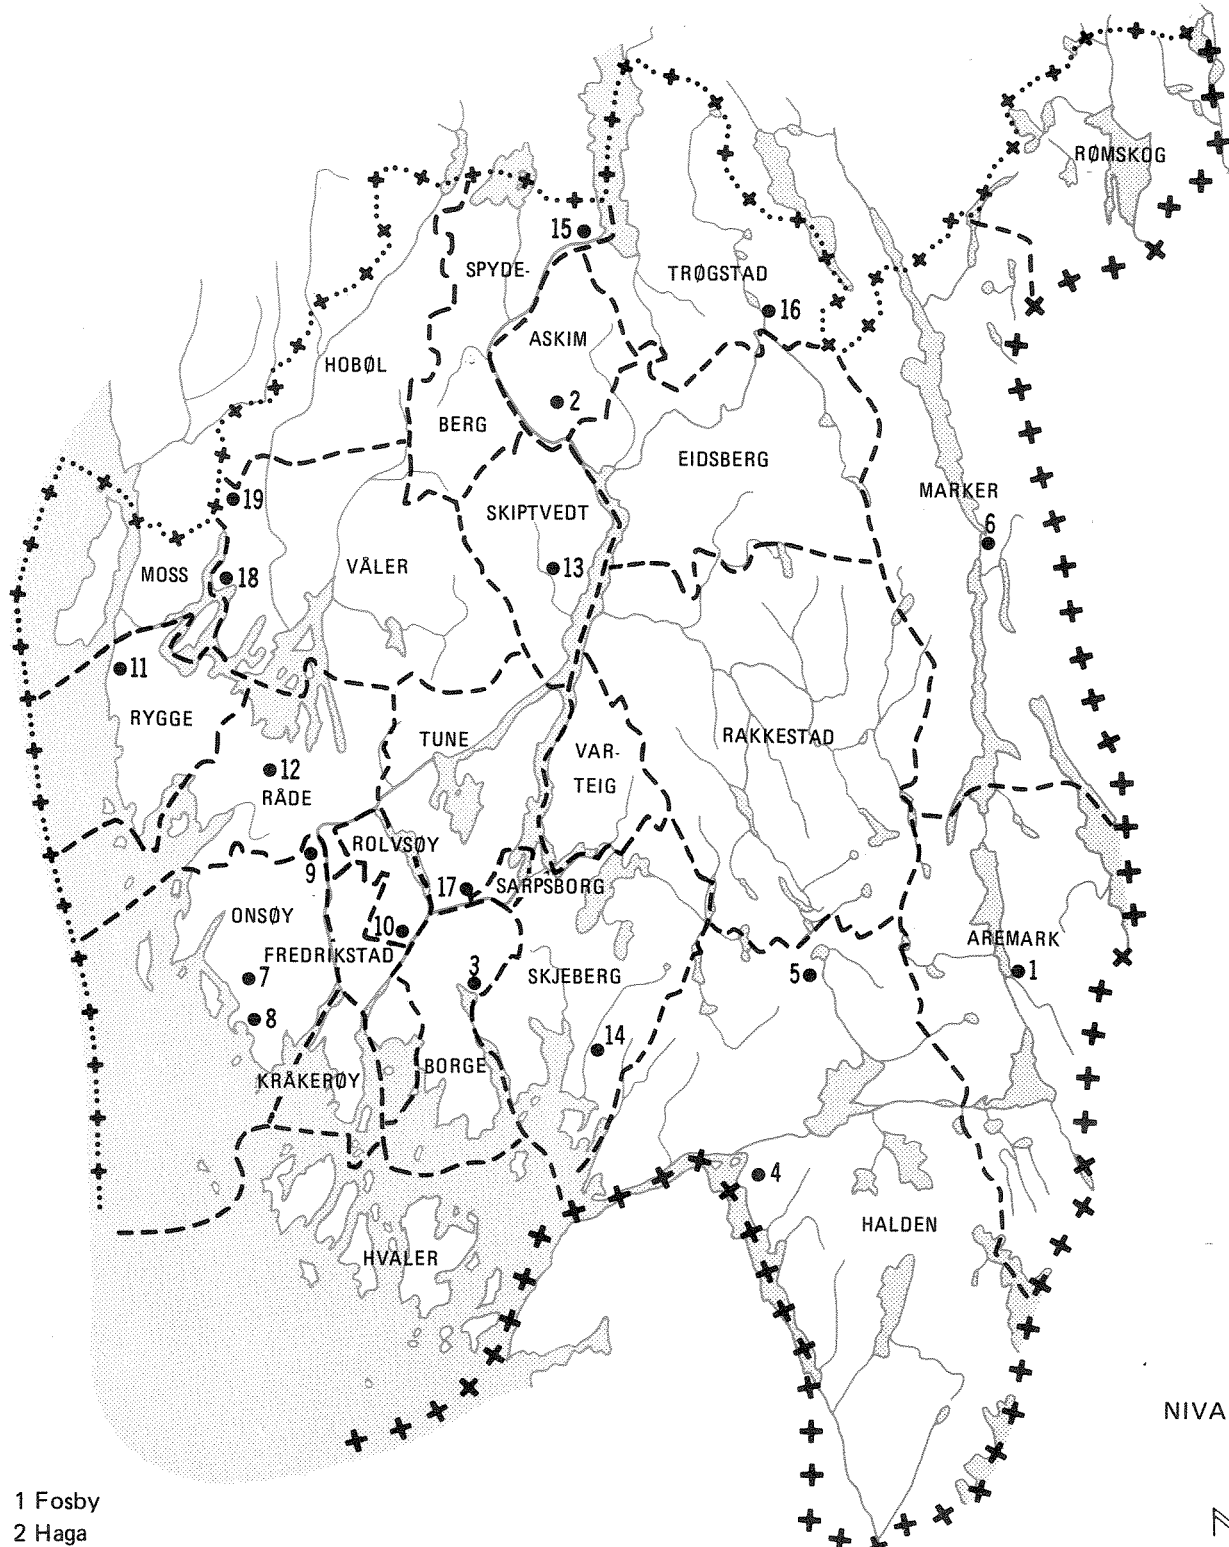 RØMSKOG
15
SPYDE-
TRØGSTAD
16
ASKIM
HOBØL
2
BERG
EIDSBERG
MARKER
19
SKIPTVEDT
6
VÅLER
13
MOSS
18
11
RYGGE
TUNE
RAKKESTAD
VAR-
TEIG
12
RÅDE
ROLVSØY
9
17
SARPSBORG
ONSØY
10
FREDRIKSTAD
AREMARK
7
3
SKJEBERG
5
1
8
14
KRÅKERØY
BORGE
4
HALDEN
HVALER
NIVA
1 Fosby
2 Haga